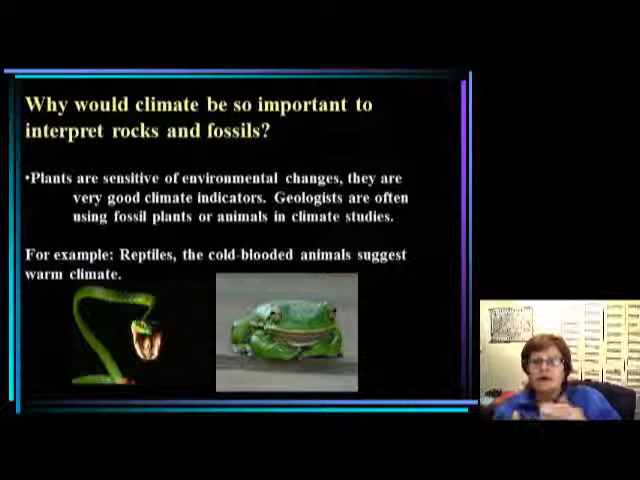 Why would climate be so important to
interpret rocks and fossils?
•Plants are sensitive of environmental changes, they are
very good climate indicators. Geologists are often
using fossil plants or animals in climate studies.
For example: Reptiles, the cold-blooded animals suggest
warm climate.